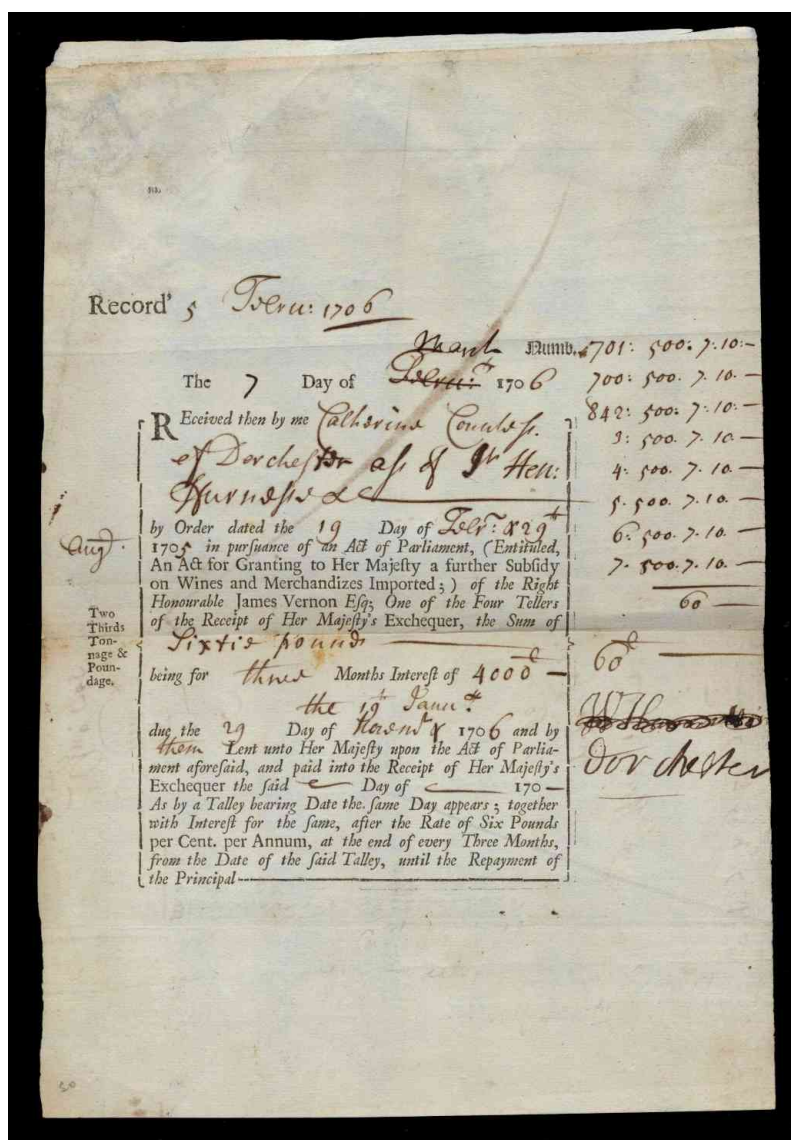 Record' 5 Febru: 1706
March Numb. 701: 500: 7.10:—
The 7 Day of Febru: 1706 700: 500. 7. 10.—
842: 500: 7:10:—
REceived then by me Catherine Countess.
3: 500. 7. 10.—
of Dorchester ass of Sr Hen: 4: 500. 7. 10.—
Furnese &c 5. 500. 7. 10.—
by Order dated the 19 Day of Febr: & 29t
6: 500. 7. 10.—
Augt. 1705 in purſuance of an Act of Parliament, (Entituled,
An Act for Granting to Her Majeſty a further Subſidy 7. 500. 7. 10.—
on Wines and Merchandizes Imported;) of the Right
Honourable James Vernon Eſq; One of the Four Tellers 60—
of the Receipt of Her Majeſty's Exchequer, the Sum of
Two
Thirds
Ton-
nage &
Poun-
dage.
Sixtie pounds 60
being for three Months Intereſt of 4000—
the 19 Janu.
due the 29 Day of & 1706 and by
them Lent unto Her Majeſty upon the Act of Parlia-
ment aforeſaid, and paid into the Receipt of Her Majeſty's
Dorchester
Exchequer the ſaid Day of 170—
As by a Talley bearing Date the ſame Day appears; together
with Intereſt for the ſame, after the Rate of Six Pounds
per Cent. per Annum, at the end of every Three Months,
from the Date of the ſaid Talley, until the Repayment of
the Principal